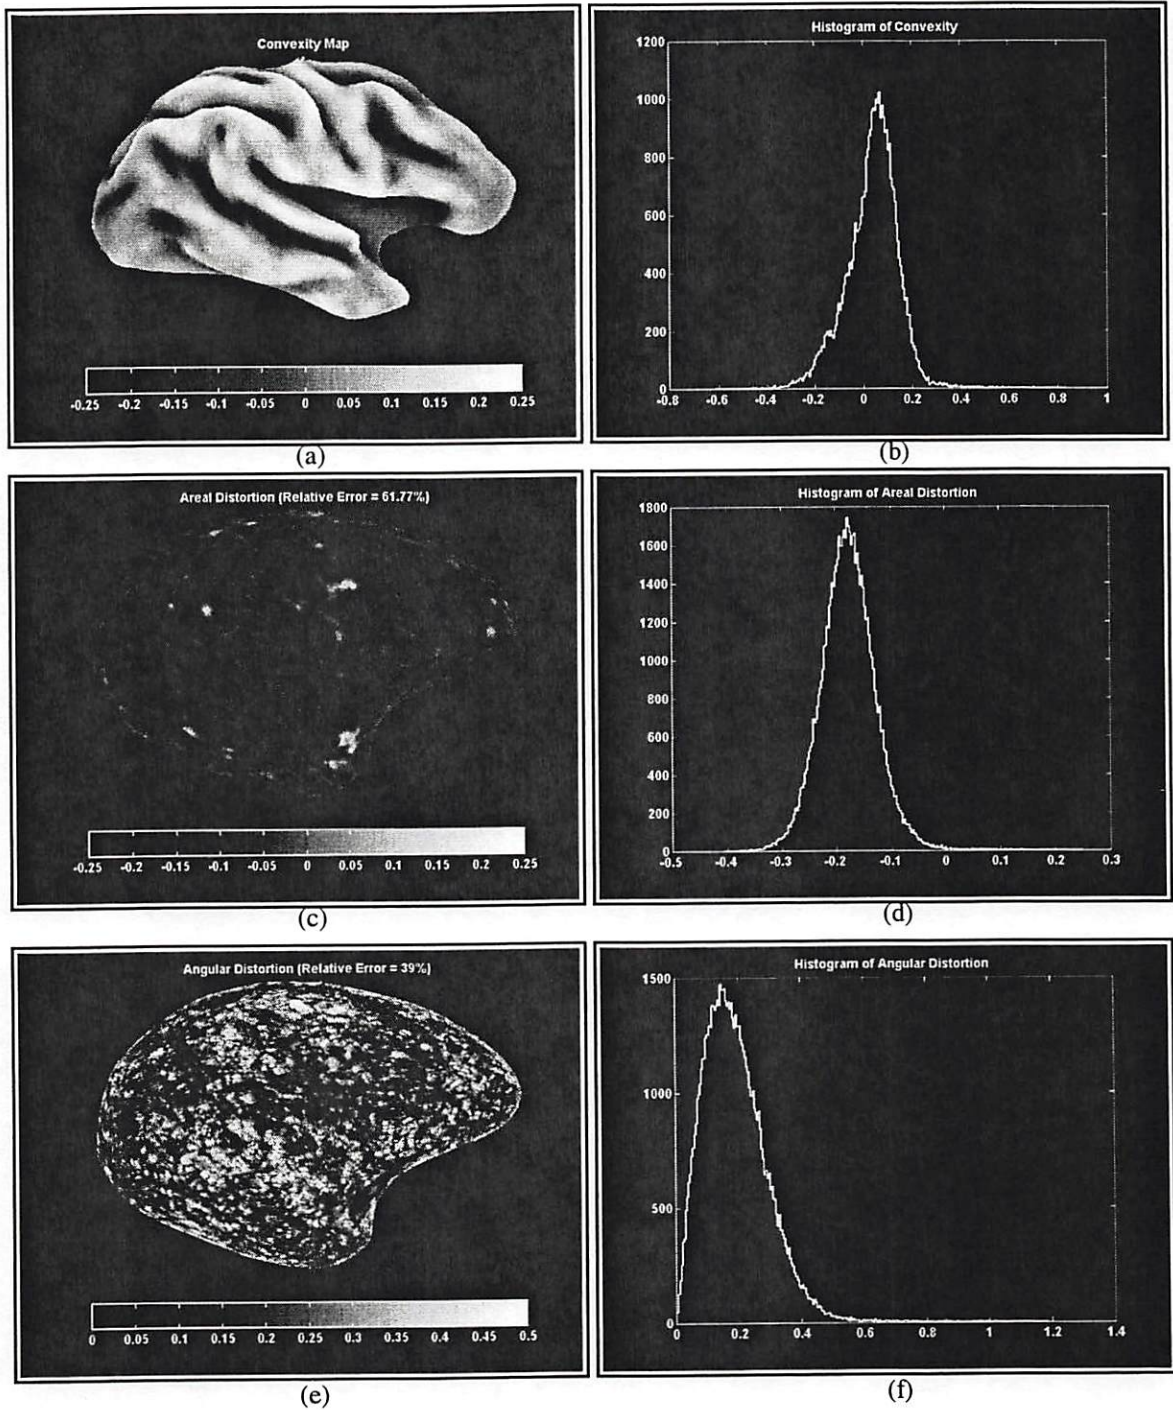 Convexity Map
-0.25 -0.2 -0.15 -0.1 -0.05 0 0.05 0.1 0.15 0.2 0.25
(a)
Histogram of Convexity
1200
1000
800
600
400
200
0
-0.8 -0.6 -0.4 -0.2 0 0.2 0.4 0.6 0.8 1
(b)
Areal Distortion (Relative Error = 61.77%)
-0.25 -0.2 -0.15 -0.1 -0.05 0 0.05 0.1 0.15 0.2 0.25
(c)
Histogram of Areal Distortion
1800
1600
1400
1200
1000
800
600
400
200
0
-0.5 -0.4 -0.3 -0.2 -0.1 0 0.1 0.2 0.3
(d)
Angular Distortion (Relative Error = 39%)
0 0.05 0.1 0.15 0.2 0.25 0.3 0.35 0.4 0.45 0.5
(e)
Histogram of Angular Distortion
1500
1000
500
0
0 0.2 0.4 0.6 0.8 1 1.2 1.4
(f)